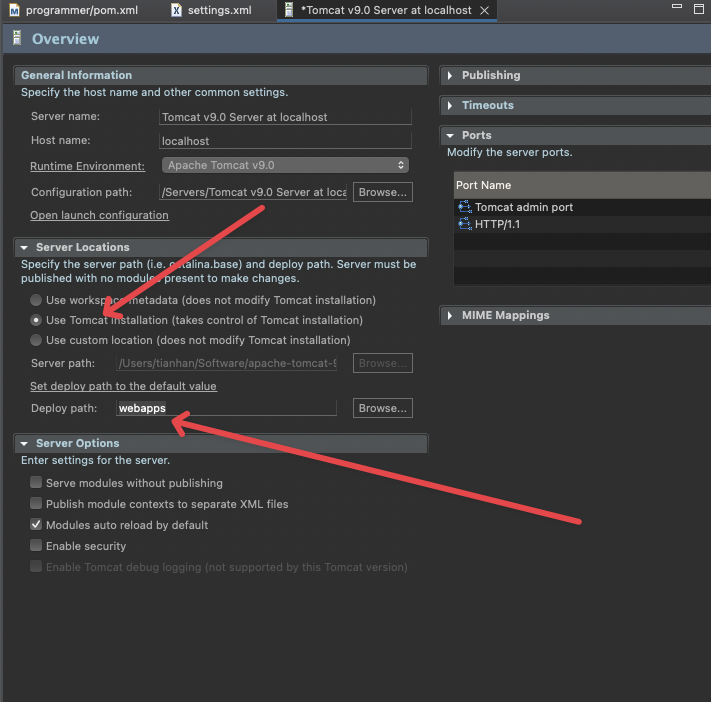 programmer/pom.xml settings.xml *Tomcat v9.0 Server at localhost
Overview
General Information
Specify the host name and other common settings.
Server name: Tomcat v9.0 Server at localhost
Host name: localhost
Runtime Environment: Apache Tomcat v9.0
Configuration path: /Servers/Tomcat v9.0 Server at loca Browse...
Open launch configuration
Server Locations
Specify the server path (i.e. catalina.base) and deploy path. Server must be
published with no modules present to make changes.
Use workspace metadata (does not modify Tomcat installation)
Use Tomcat installation (takes control of Tomcat installation)
Use custom location (does not modify Tomcat installation)
Server path: /Users/tianhan/Software/apache-tomcat-9 Browse...
Set deploy path to the default value
Deploy path: webapps Browse...
Server Options
Enter settings for the server.
Serve modules without publishing
Publish module contexts to separate XML files
Modules auto reload by default
Enable security
Enable Tomcat debug logging (not supported by this Tomcat version)
Publishing
Timeouts
Ports
Modify the server ports.
Port Name
Tomcat admin port
HTTP/1.1
MIME Mappings